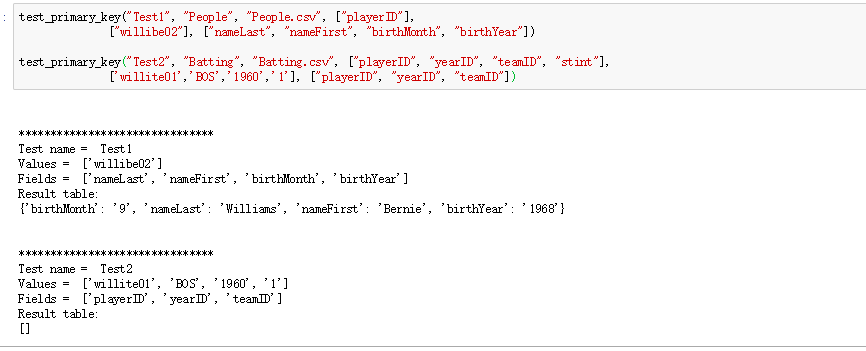 : test_primary_key("Test1", "People", "People.csv", ["playerID"],
["willibe02"], ["nameLast", "nameFirst", "birthMonth", "birthYear"])
test_primary_key("Test2", "Batting", "Batting.csv", ["playerID", "yearID", "teamID", "stint"],
['willite01','BOS','1960','1'], ["playerID", "yearID", "teamID"])
*******************************
Test name =  Test1
Values =  ['willibe02']
Fields =  ['nameLast', 'nameFirst', 'birthMonth', 'birthYear']
Result table:
{'birthMonth': '9', 'nameLast': 'Williams', 'nameFirst': 'Bernie', 'birthYear': '1968'}
*******************************
Test name =  Test2
Values =  ['willite01', 'BOS', '1960', '1']
Fields =  ['playerID', 'yearID', 'teamID']
Result table:
[]